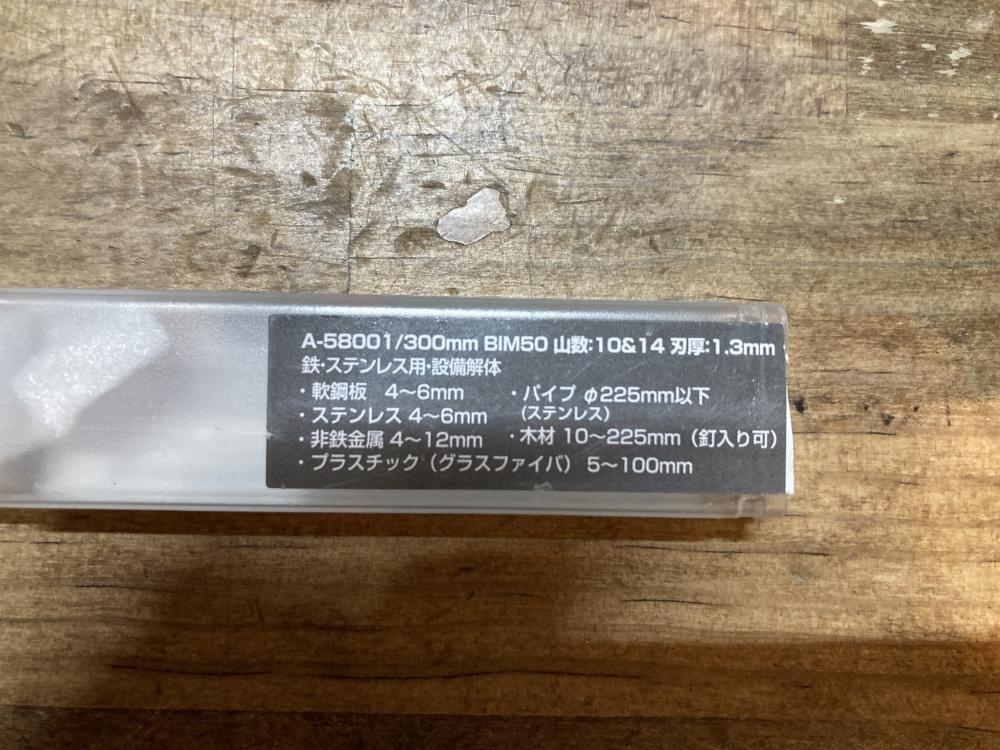 A-58001/300mm BIM50 山数:10&14 刃厚:1.3mm
鉄・ステンレス用・設備解体
・軟鋼板 4〜6mm
・ステンレス 4〜6mm
・非鉄金属 4〜12mm
・プラスチック（グラスファイバ） 5〜100mm
・パイプ φ225mm以下
（ステンレス）
・木材 10〜225mm（釘入り可）